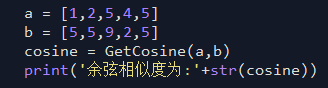 a = [1,2,5,4,5]
b = [5,5,9,2,5]
cosine = GetCosine(a,b)
print('余弦相似度为:'+str(cosine))